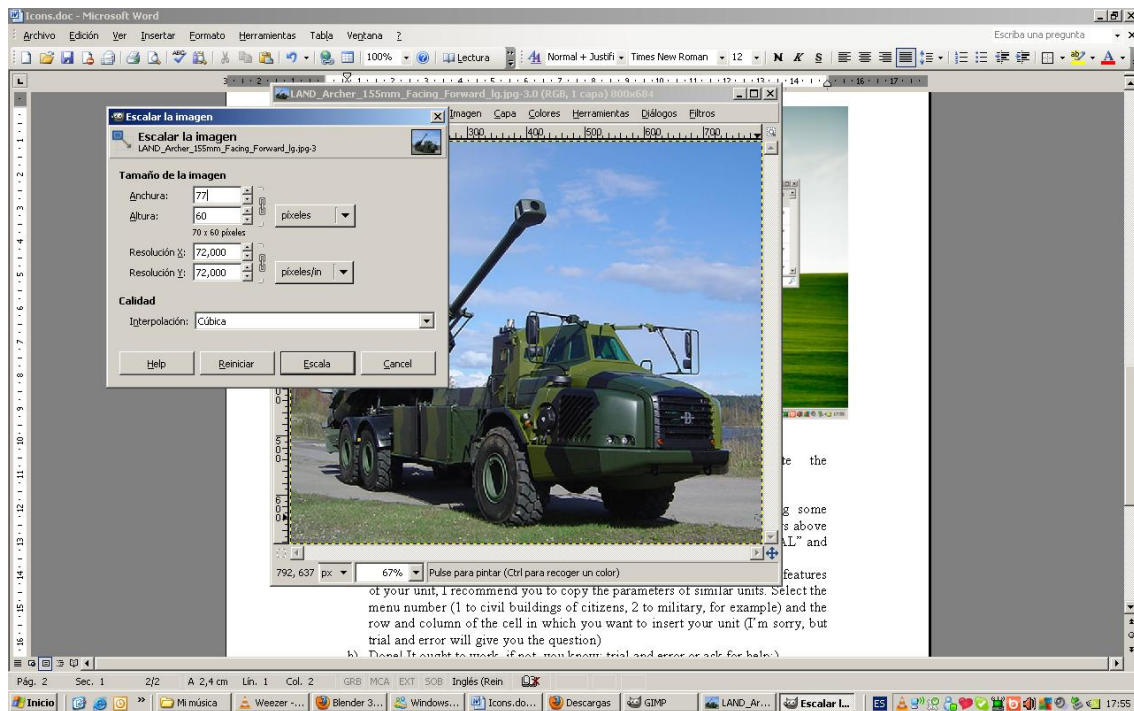 Icons.doc - Microsoft Word
Archivo Edición Ver Insertar Formato Herramientas Tabla Ventana ?
Escriba una pregunta
100% Lectura Normal + Justifi Times New Roman 12 N K S
LAND_Archer_155mm_Facing_Forward_lg.jpg-3.0 (RGB, 1 capa) 800x684
Imagen Capa Colores Herramientas Diálogos Filtros
300 400 500 600 700
Escalar la imagen
Escalar la imagen
LAND_Archer_155mm_Facing_Forward_lg.jpg-3
Tamaño de la imagen
Anchura: 77
Altura: 60 píxeles
70 x 60 píxeles
Resolución X: 72,000
Resolución Y: 72,000 píxeles/in
Calidad
Interpolación: Cúbica
Help Reiniciar Escala Cancel
792, 637 px 67% Pulse para pintar (Ctrl para recoger un color)
te the
g some
rs above
AL" and
features
of your unit, I recommend you to copy the parameters of similar units. Select the
menu number (1 to civil buildings of citizens, 2 to military, for example) and the
row and column of the cell in which you want to insert your unit (I'm sorry, but
trial and error will give you the question)
h) Done! It ought to work, if not, you know: trial and error or ask for help:)
Pág. 2 Sec. 1 2/2 A 2,4 cm Lín. 1 Col. 2 GRB MCA EXT SOB Inglés (Rein
Inicio Mi música Weezer -... Blender 3... Windows... Icons.do... Descargas GIMP LAND_Ar... Escalar l... ES 17:55